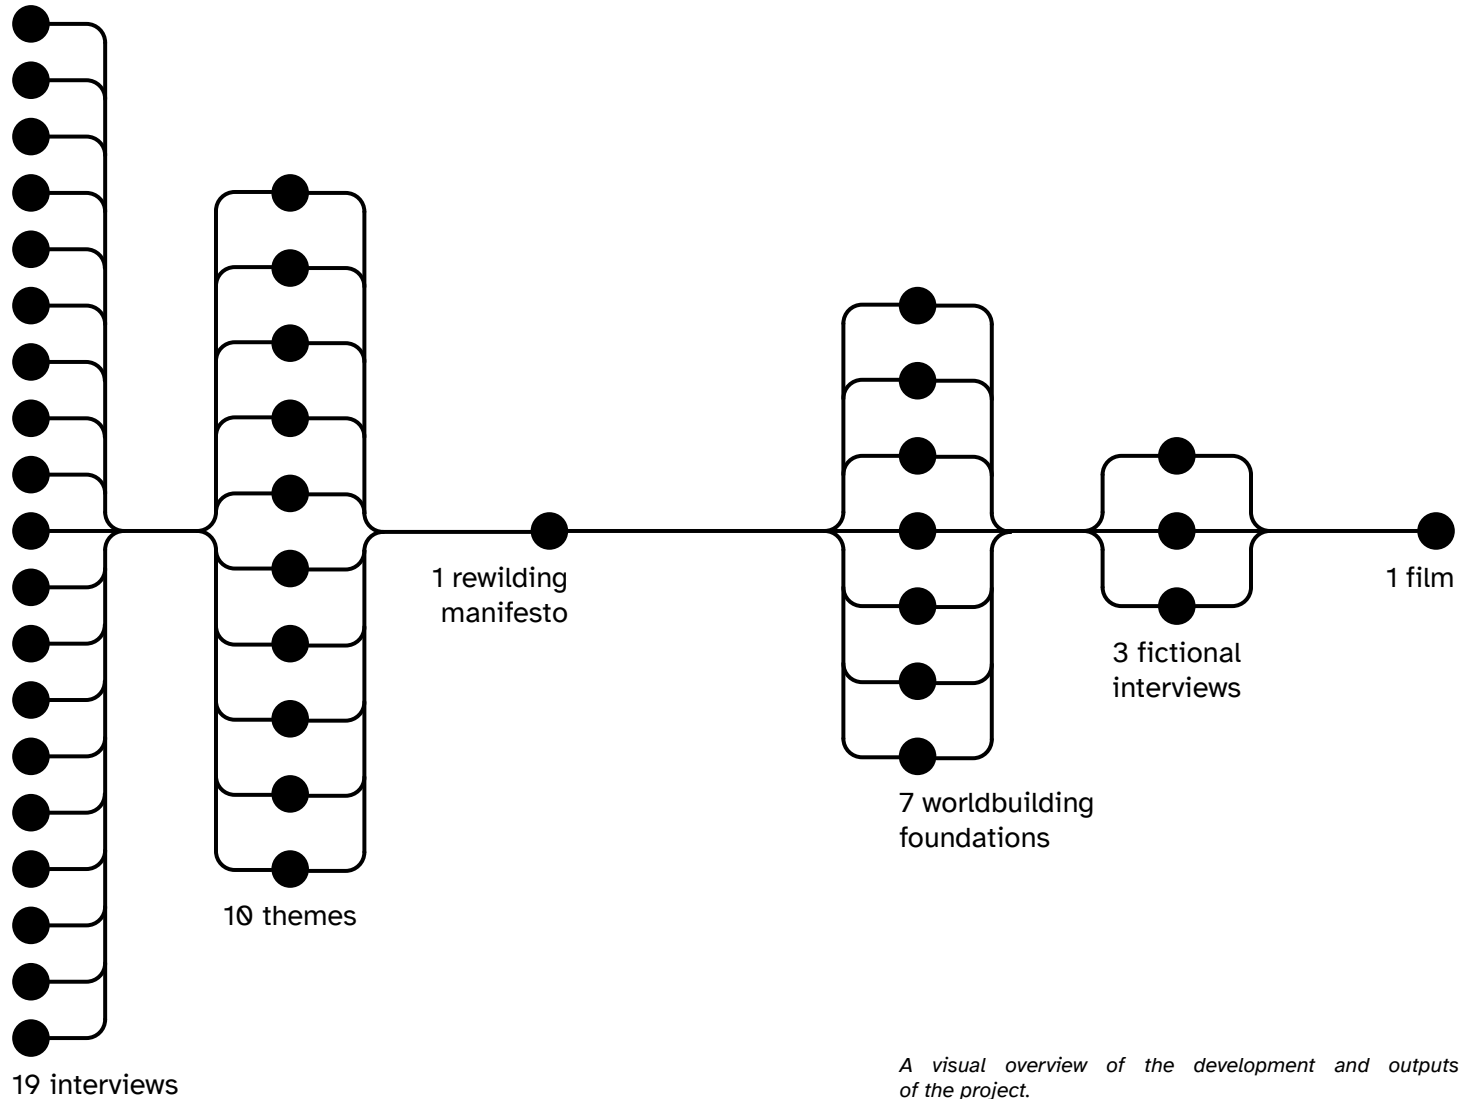 1 rewilding
manifesto
1 film
3 fictional
interviews
7 worldbuilding
foundations
10 themes
19 interviews
A visual overview of the development and outputs
of the project.